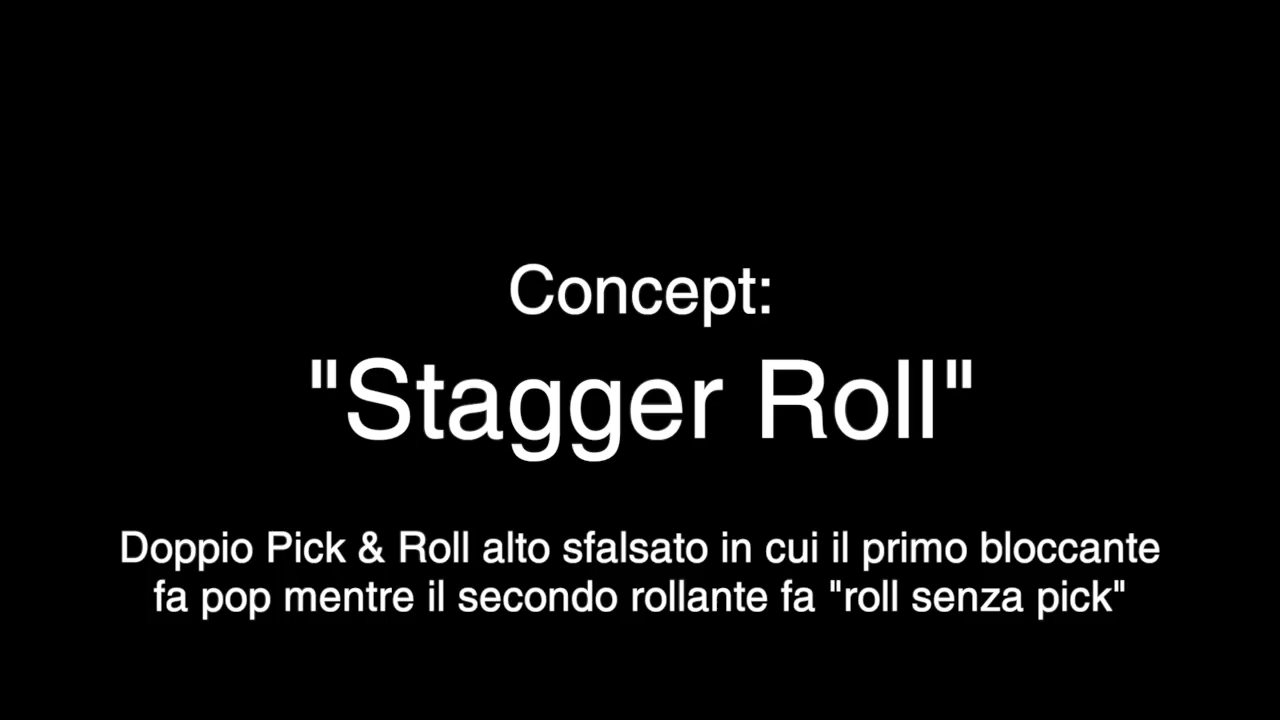 Concept:
"Stagger Roll"
Doppio Pick & Roll alto sfalsato in cui il primo bloccante
fa pop mentre il secondo rollante fa "roll senza pick"